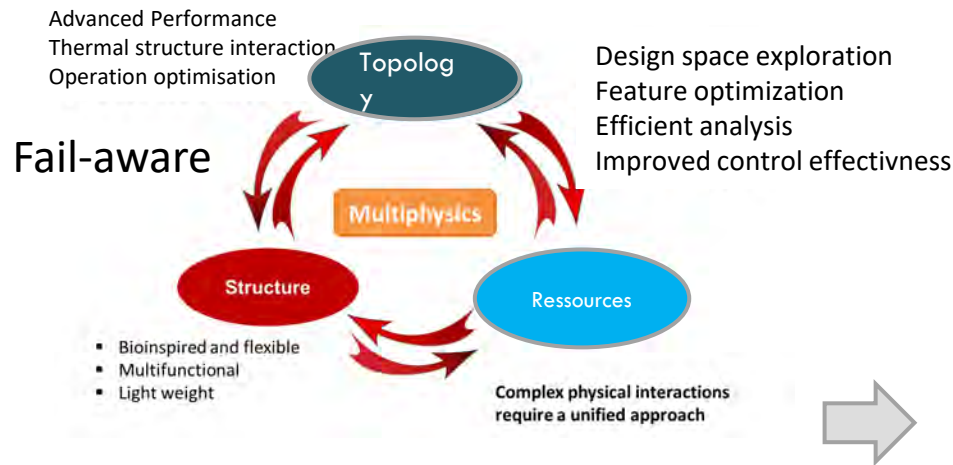 Advanced Performance
Thermal structure interaction
Operation optimisation
Topolog
y
Design space exploration
Feature optimization
Efficient analysis
Improved control effectivness
Fail-aware
Multiphysics
Structure
Ressources
▪ Bioinspired and flexible
▪ Multifunctional
▪ Light weight
Complex physical interactions
require a unified approach